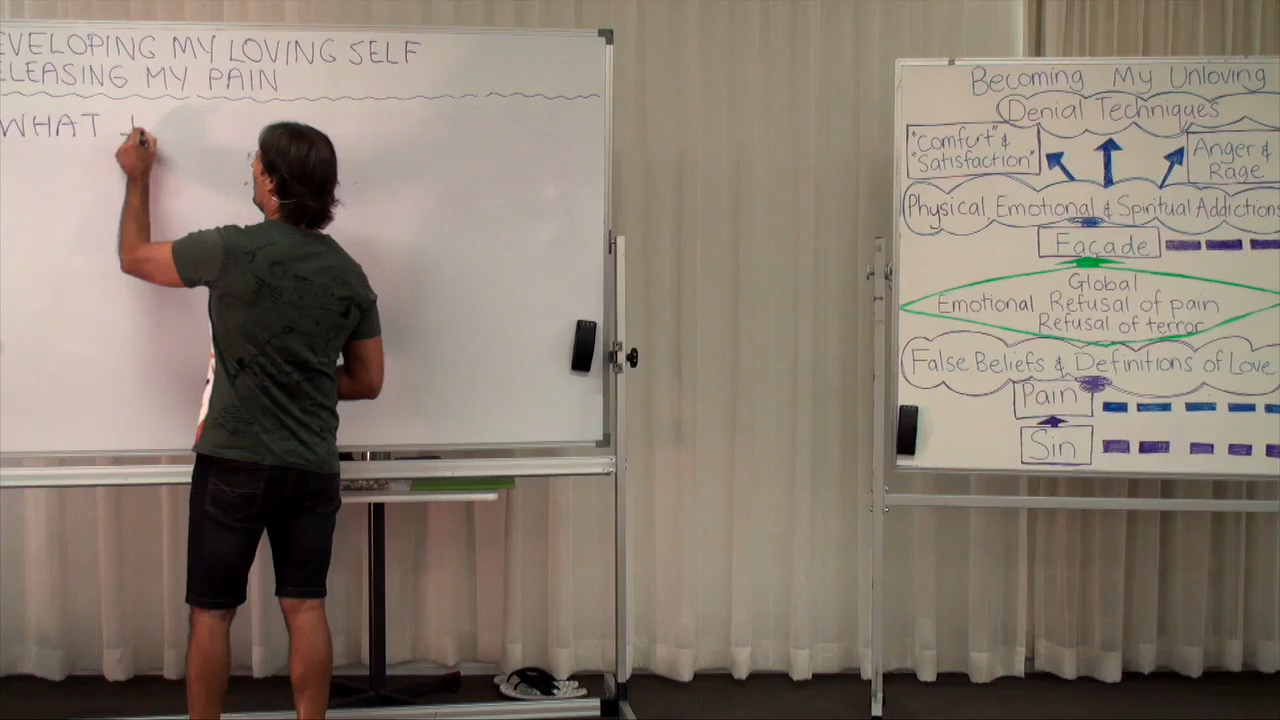 EVELOPING MY LOVING SELF
ELEASING MY PAIN
WHAT
Becoming My Unloving
Denial Techniques
"Comfort" &
"Satisfaction"
Anger &
Rage
Physical Emotional & Spiritual Addictions
Façade
Global
Emotional Refusal of pain
Refusal of terror
False Beliefs & Definitions of Love
Pain
Sin